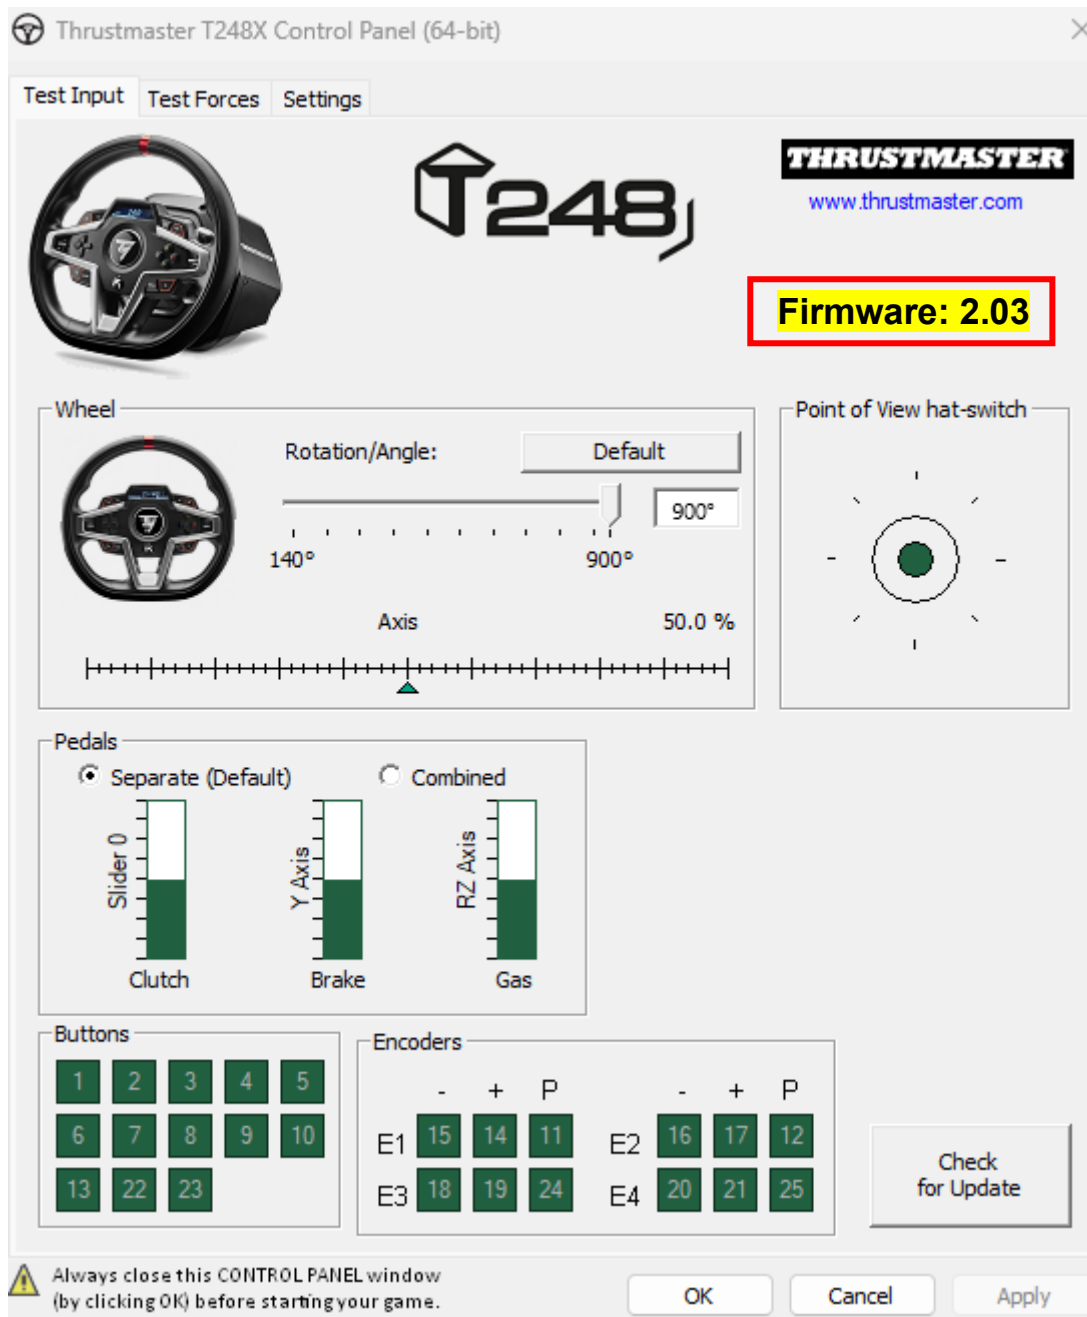 Thrustmaster T248X Control Panel (64-bit)
Test Input Test Forces Settings
T248
THRUSTMASTER
www.thrustmaster.com
Firmware: 2.03
Wheel
Rotation/Angle:
Default
900°
140° 900°
Axis 50.0 %
Point of View hat-switch
Pedals
Separate (Default) Combined
Slider 0
Y Axis
RZ Axis
Clutch Brake Gas
Buttons
1 2 3 4 5
6 7 8 9 10
13 22 23
Encoders
- + P - + P
E1 15 14 11 E2 16 17 12
E3 18 19 24 E4 20 21 25
Check
for Update
Always close this CONTROL PANEL window
(by clicking OK) before starting your game.
OK Cancel Apply